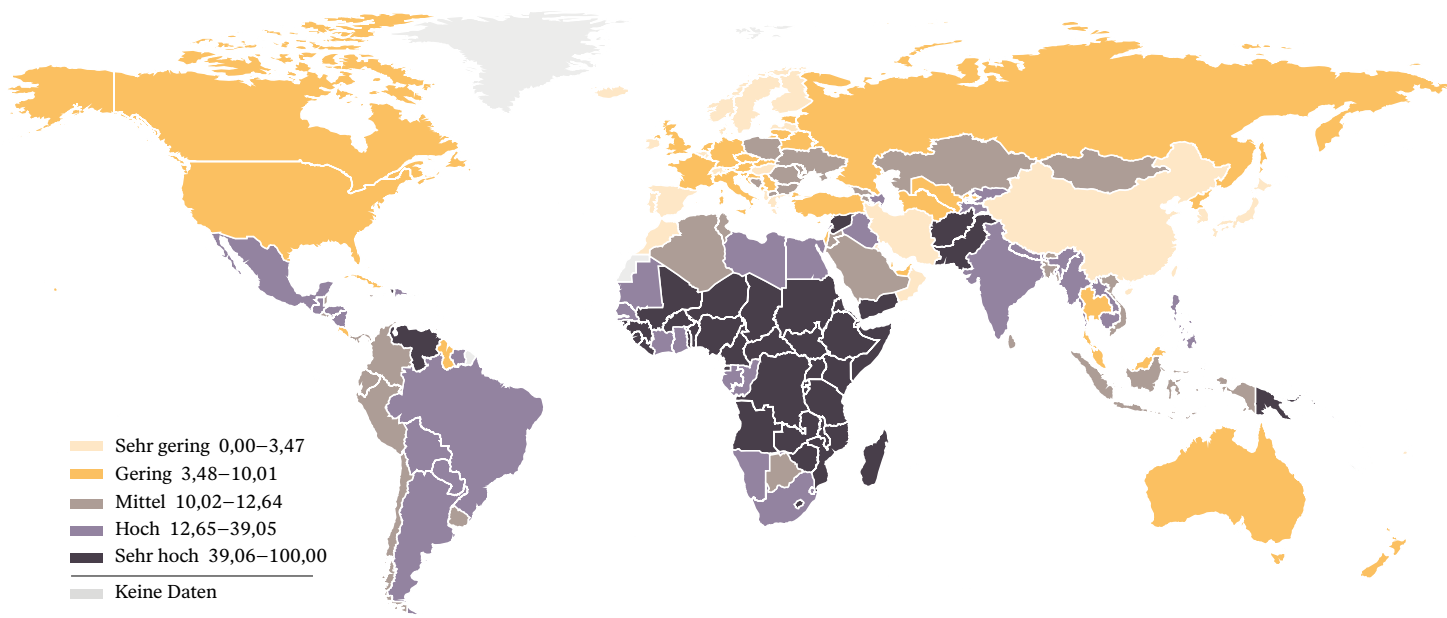 Sehr gering 0,00–3,47
Gering 3,48–10,01
Mittel 10,02–12,64
Hoch 12,65–39,05
Sehr hoch 39,06–100,00
Keine Daten